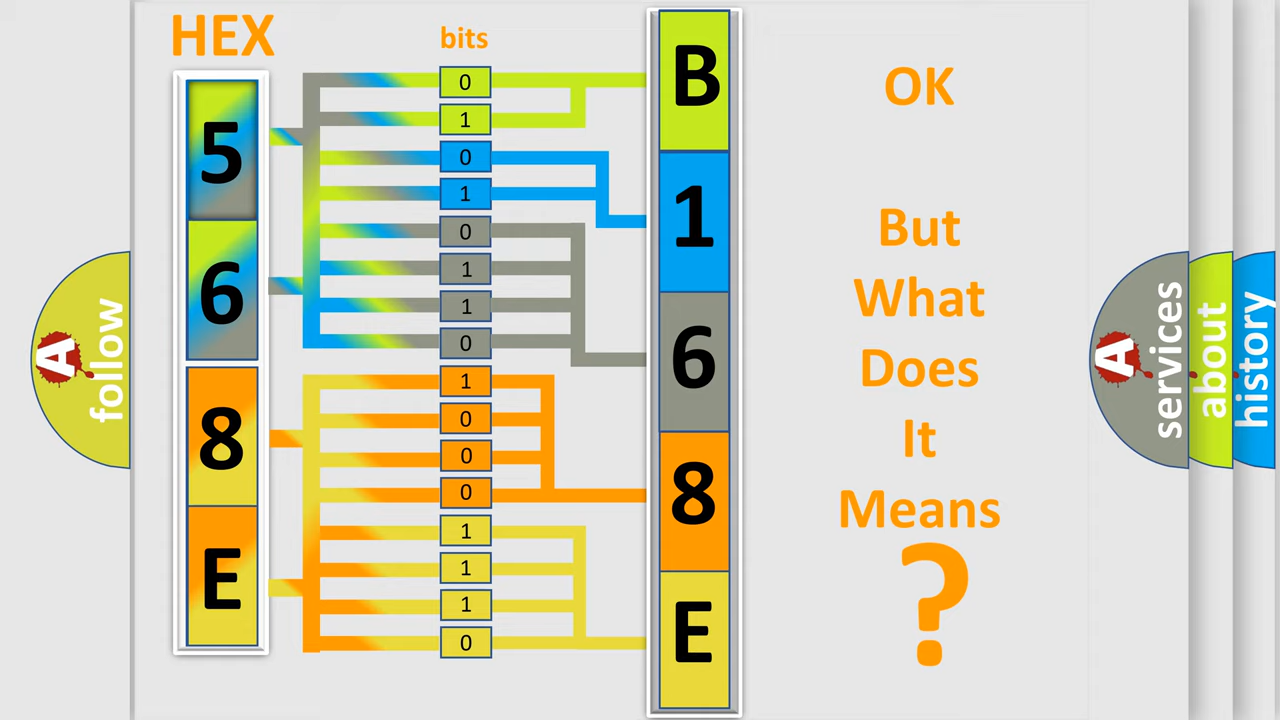 HEX
bits
5
6
8
E
0
1
0
1
0
1
1
0
1
0
0
0
1
1
1
0
B
1
6
8
E
OK
But
What
Does
It
Means
?
A
follow
A
services
about
history